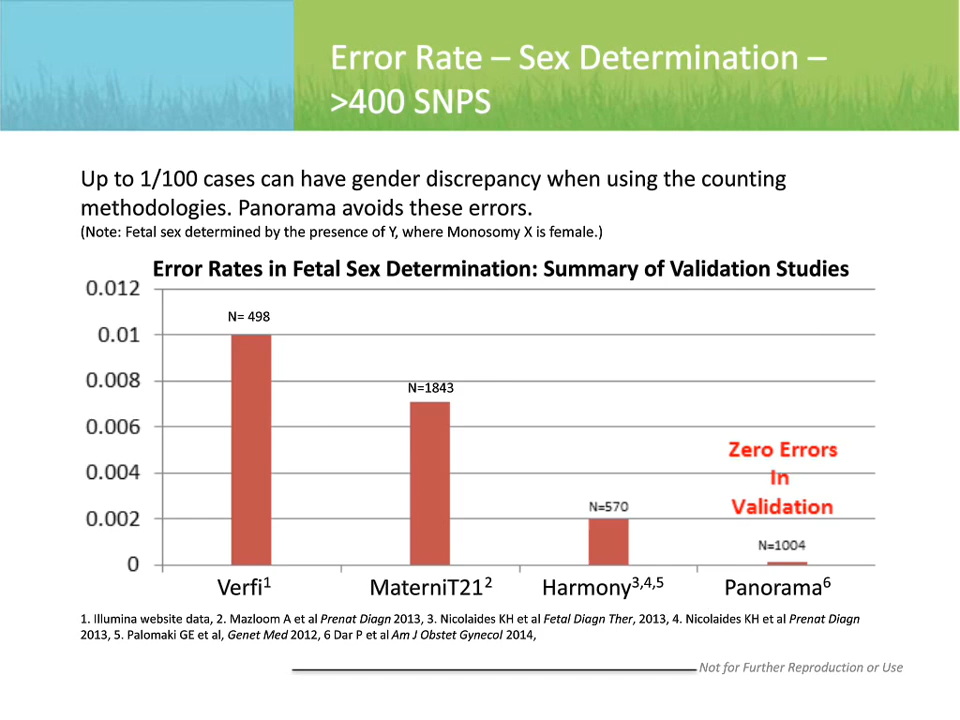 Error Rate – Sex Determination –
>400 SNPS
Up to 1/100 cases can have gender discrepancy when using the counting
methodologies. Panorama avoids these errors.
(Note: Fetal sex determined by the presence of Y, where Monosomy X is female.)
Error Rates in Fetal Sex Determination: Summary of Validation Studies
0.012
N= 498
0.01
0.008
N=1843
0.006
Zero Errors
0.004
In
Validation
N=570
0.002
N=1004
0
Verfi1 MaterniT212 Harmony3,4,5 Panorama6
1. Illumina website data, 2. Mazloom A et al Prenat Diagn 2013, 3. Nicolaides KH et al Fetal Diagn Ther, 2013, 4. Nicolaides KH et al Prenat Diagn
2013, 5. Palomaki GE et al, Genet Med 2012, 6 Dar P et al Am J Obstet Gynecol 2014,
Not for Further Reproduction or Use